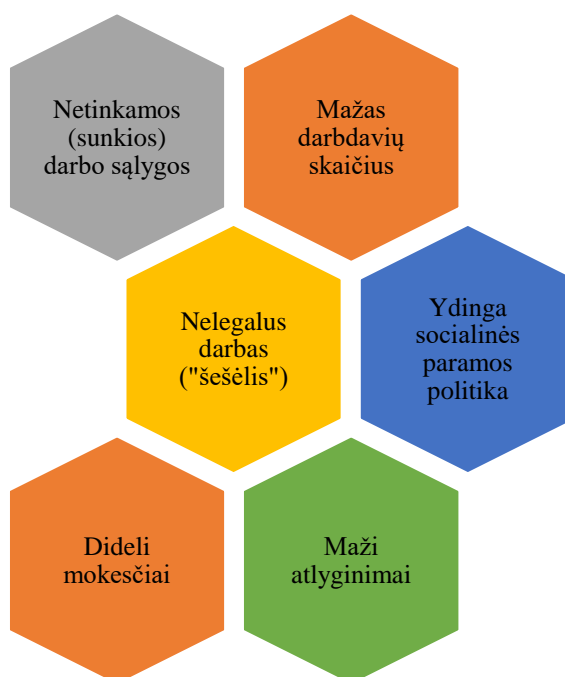 Netinkamos
(sunkios)
darbo sąlygos
Mažas
darbdavių
skaičius
Nelegalus
darbas
("šešėlis")
Ydinga
socialinės
paramos
politika
Dideli
mokesčiai
Maži
atlyginimai